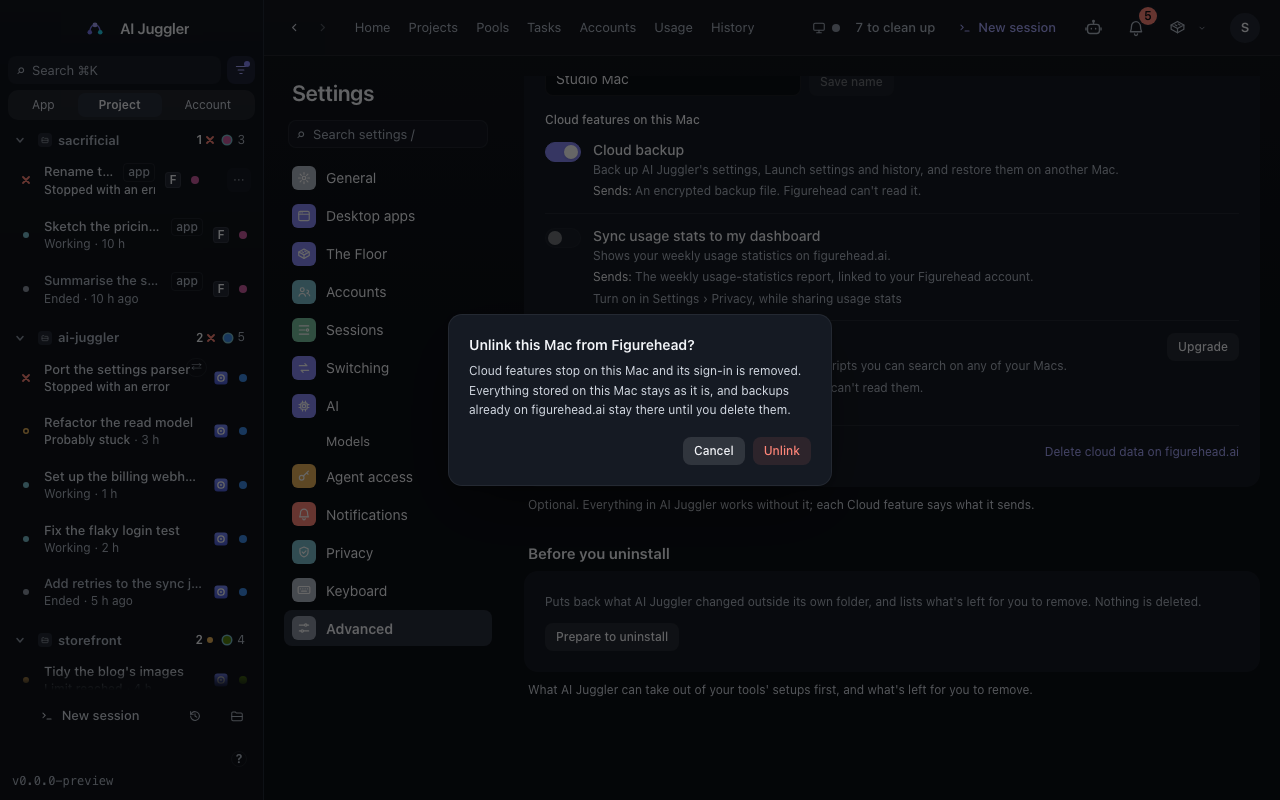 AI Juggler
Search ⌘K
App Project Account
sacrificial 1 3
Rename t... app F
Stopped with an err
Sketch the pricin... app F
Working · 10 h
Summarise the s... app F
Ended · 10 h ago
ai-juggler 2 5
Port the settings parser
Stopped with an error
Refactor the read model
Probably stuck · 3 h
Set up the billing webh...
Working · 1 h
Fix the flaky login test
Working · 2 h
Add retries to the sync j...
Ended · 5 h ago
storefront 2 4
Tidy the blog's images
New session
?
v0.0.0-preview
Home Projects Pools Tasks Accounts Usage History
7 to clean up
New session
5
S
Settings
Search settings /
General
Desktop apps
The Floor
Accounts
Sessions
Switching
AI
Models
Agent access
Notifications
Privacy
Keyboard
Advanced
Studio Mac
Save name
Cloud features on this Mac
Cloud backup
Back up AI Juggler's settings, Launch settings and history, and restore them on another Mac.
Sends: An encrypted backup file. Figurehead can't read it.
Sync usage stats to my dashboard
Shows your weekly usage statistics on figurehead.ai.
Sends: The weekly usage-statistics report, linked to your Figurehead account.
Turn on in Settings › Privacy, while sharing usage stats
Upgrade
ripts you can search on any of your Macs.
can't read them.
Delete cloud data on figurehead.ai
Unlink this Mac from Figurehead?
Cloud features stop on this Mac and its sign-in is removed.
Everything stored on this Mac stays as it is, and backups
already on figurehead.ai stay there until you delete them.
Cancel Unlink
Optional. Everything in AI Juggler works without it; each Cloud feature says what it sends.
Before you uninstall
Puts back what AI Juggler changed outside its own folder, and lists what's left for you to remove. Nothing is deleted.
Prepare to uninstall
What AI Juggler can take out of your tools' setups first, and what's left for you to remove.